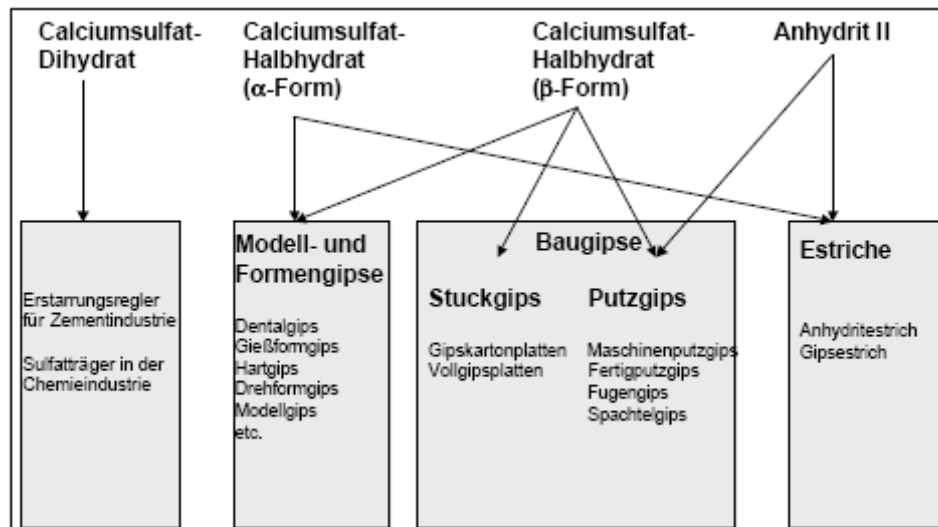 Calciumsulfat-
Dihydrat
Calciumsulfat-
Halbhydrat
(α-Form)
Calciumsulfat-
Halbhydrat
(β-Form)
Anhydrit II
Erstarrungsregler
für Zementindustrie
Sulfatträger in der
Chemieindustrie
Modell- und
Formengipse
Dentalgips
Gießformgips
Hartgips
Drehformgips
Modellgips
etc.
Baugipse
Stuckgips
Gipskartonplatten
Vollgipsplatten
Putzgips
Maschinenputzgips
Fertigputzgips
Fugengips
Spachtelgips
Estriche
Anhydritestrich
Gipsestrich